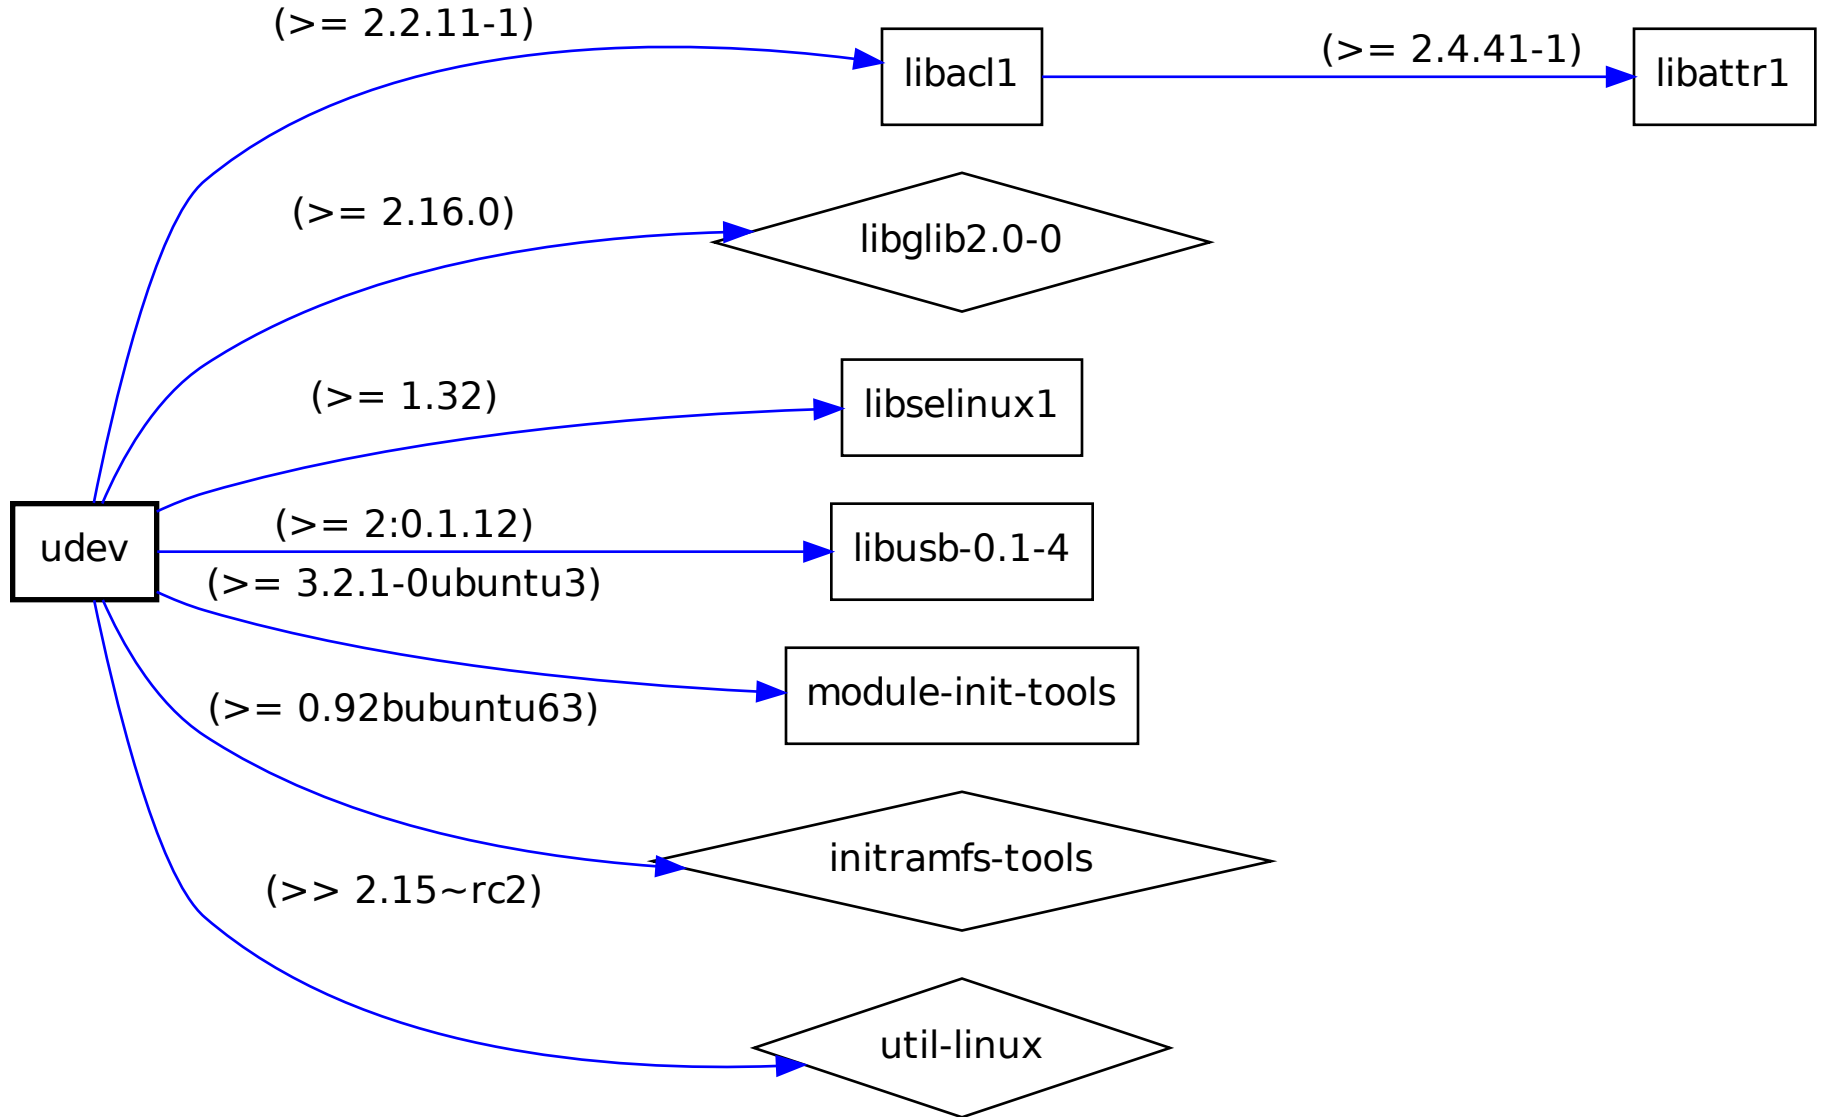 (>= 2.2.11-1)
libacl1
(>= 2.4.41-1)
libattr1
(>= 2.16.0)
libglib2.0-0
(>= 1.32)
libselinux1
udev
(>= 2:0.1.12)
libusb-0.1-4
(>= 3.2.1-0ubuntu3)
module-init-tools
(>= 0.92bubuntu63)
initramfs-tools
(>> 2.15~rc2)
util-linux